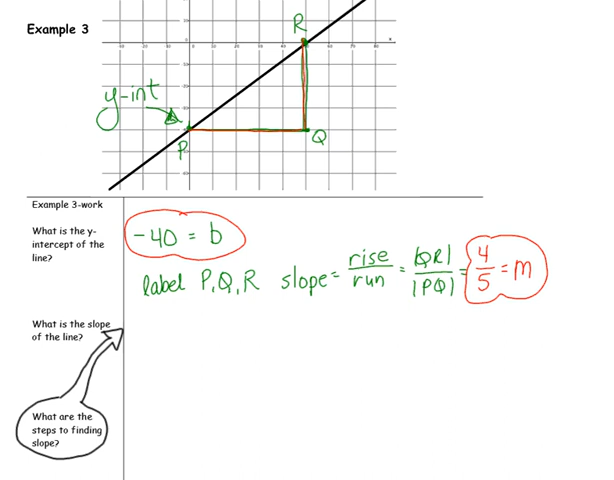 Example 3
R
x
y-int
P
Q
Example 3-work
What is the y-
intercept of the
line?
-40 = b
label P, Q, R slope = rise/run = |QR|/|PQ| = 4/5 = m
What is the slope
of the line?
What are the
steps to finding
slope?